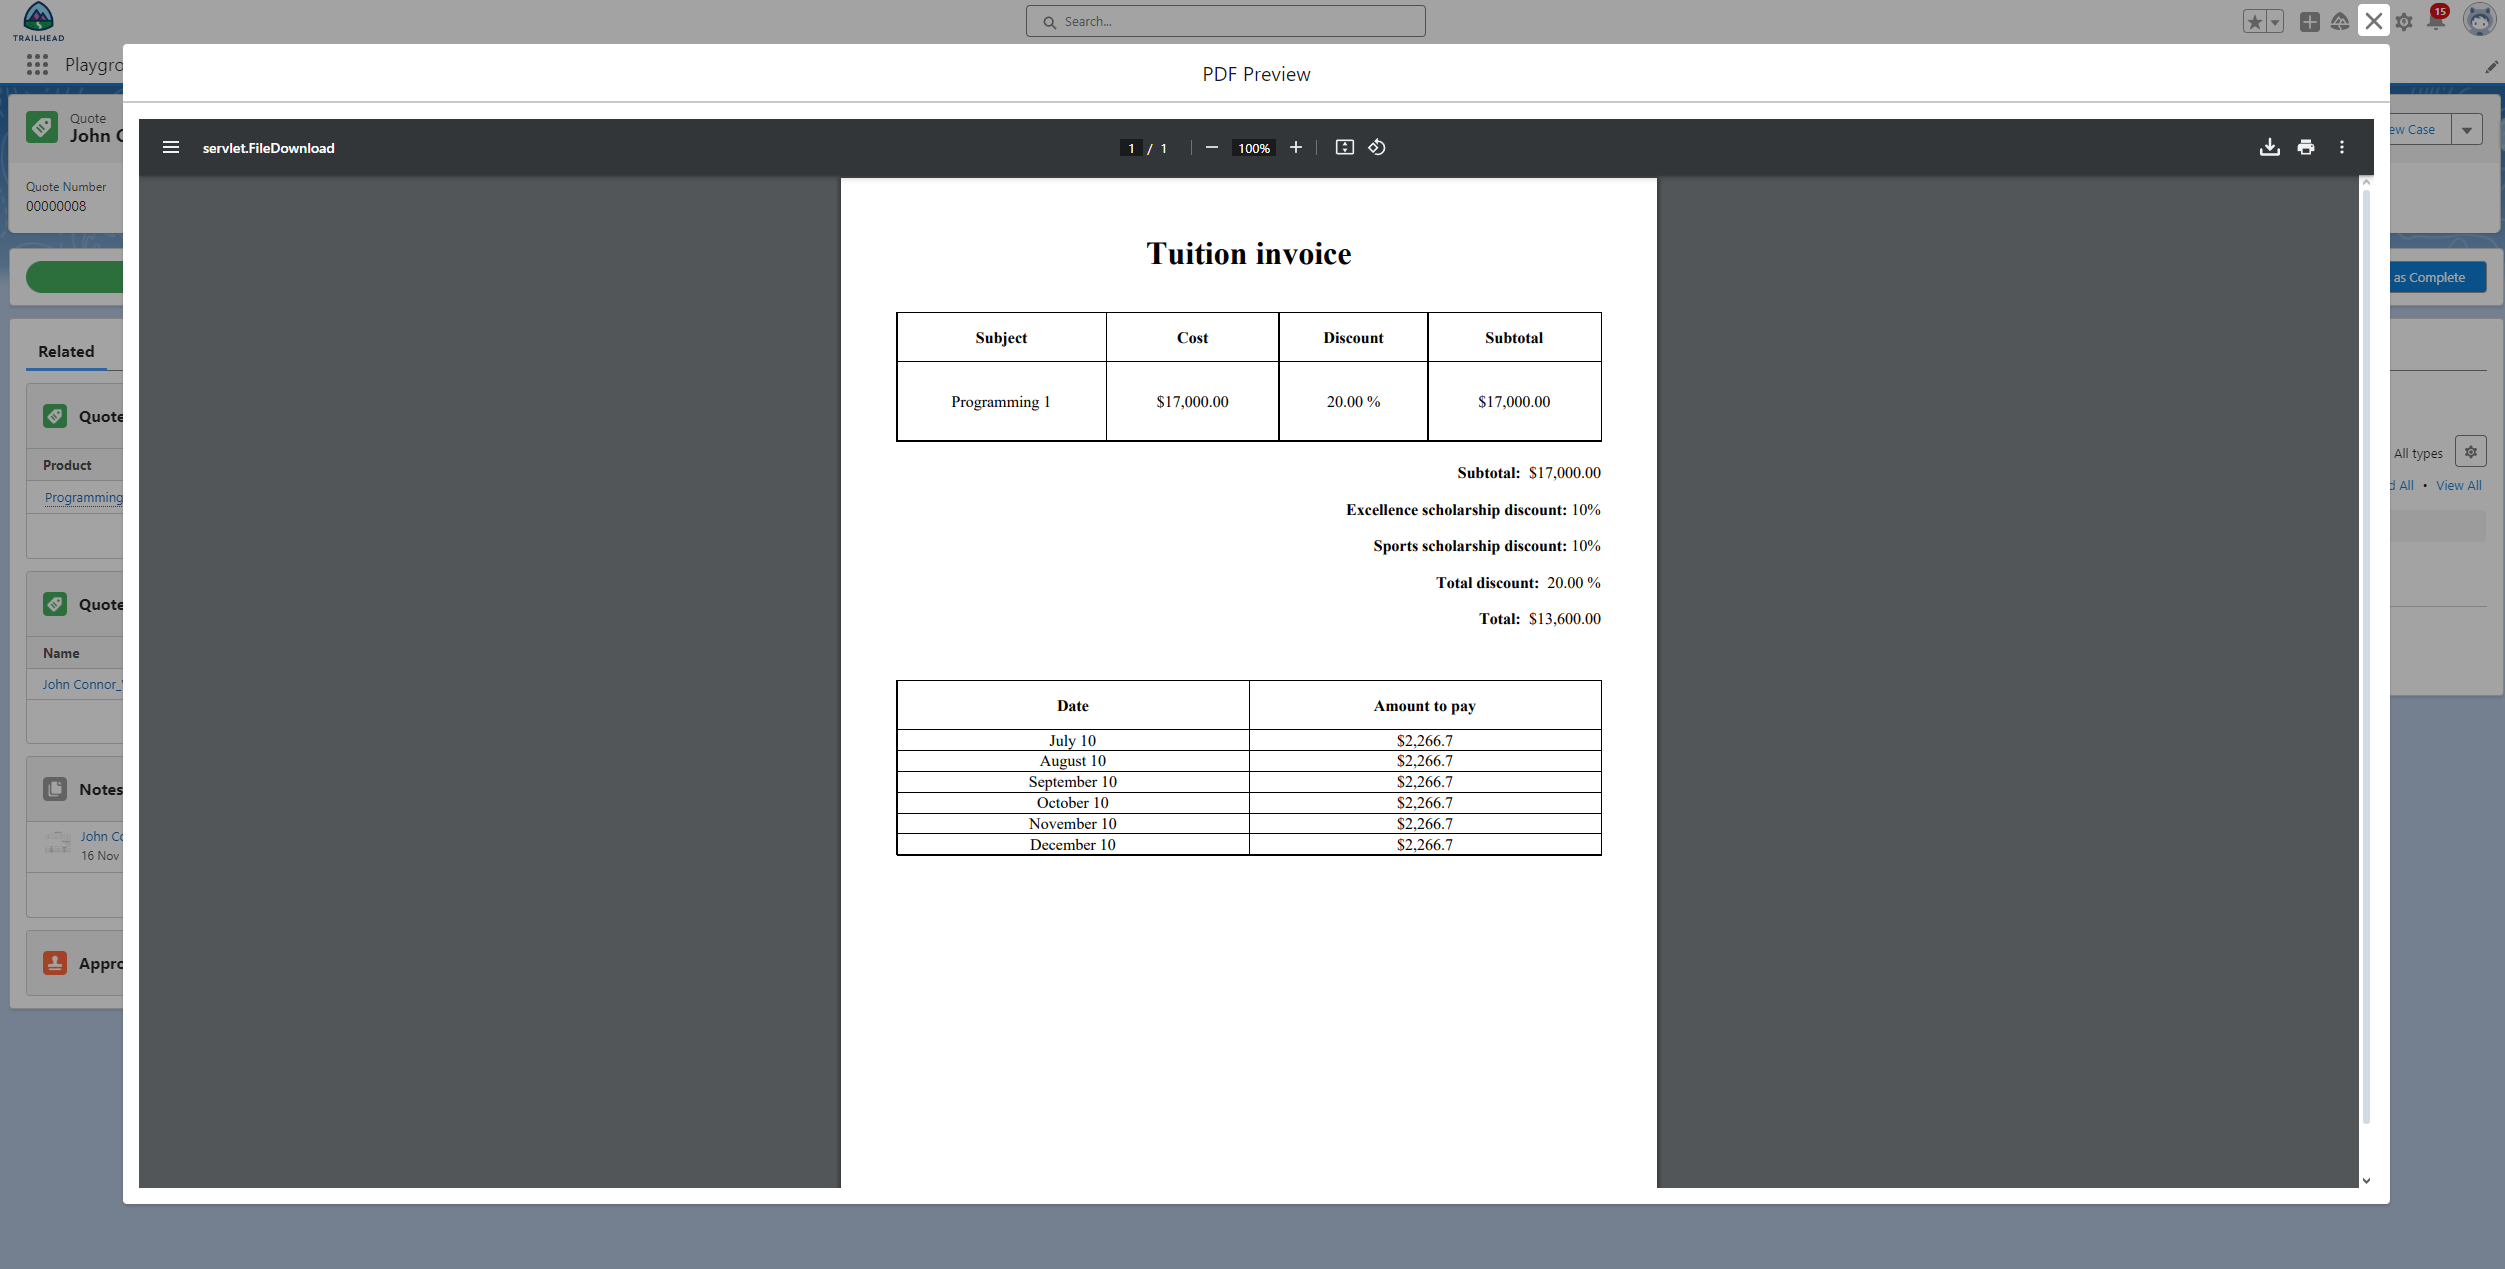 TRAILHEAD
Search...
15
Playgro
PDF Preview
Quote
John C
ew Case
servlet.FileDownload
1 / 1
100%
Quote Number
00000008
Tuition invoice
as Complete
Subject Cost Discount Subtotal
Programming 1 $17,000.00 20.00 % $17,000.00
Related
Quote
Product
Programming
All types
d All • View All
Subtotal: $17,000.00
Excellence scholarship discount: 10%
Sports scholarship discount: 10%
Total discount: 20.00 %
Total: $13,600.00
Quote
Name
John Connor_
Date Amount to pay
July 10 $2,266.7
August 10 $2,266.7
September 10 $2,266.7
October 10 $2,266.7
November 10 $2,266.7
December 10 $2,266.7
Notes
John Co
16 Nov
Appro